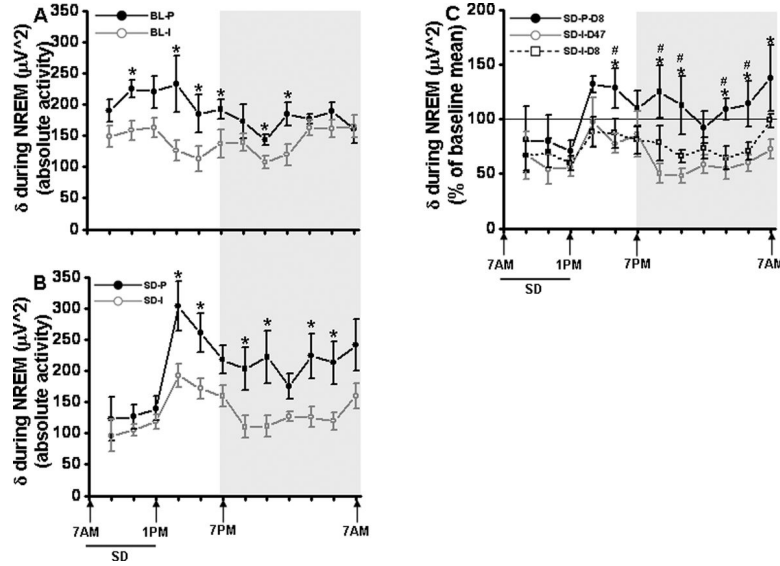 A
BL-P
BL-I
δ during NREM (µV^2)
(absolute activity)
350
300
250
200
150
100
50
0
* * * * * *
B
SD-P
SD-I
δ during NREM (µV^2)
(absolute activity)
350
300
250
200
150
100
50
0
* * * * * *
7AM 1PM 7PM 7AM
SD
C
SD-P-D8
SD-I-D47
SD-I-D8
δ during NREM (µV^2)
(% of baseline mean)
200
150
100
50
0
# # # # #
* * * * * *
7AM 1PM 7PM 7AM
SD